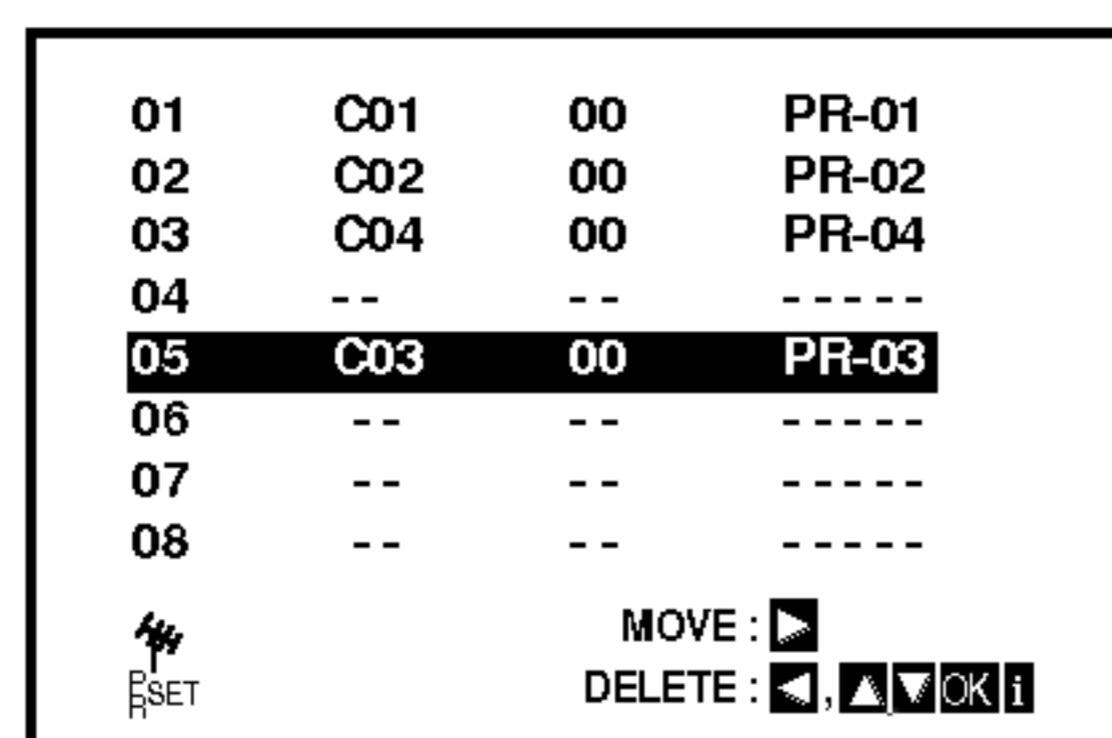 01 C01 00 PR-01
02 C02 00 PR-02
03 C04 00 PR-04
04 -- -- -----
05 C03 00 PR-03
06 -- -- -----
07 -- -- -----
08 -- -- -----
MOVE : ▷
PR SET DELETE : ◁ , △ ▽ OK i